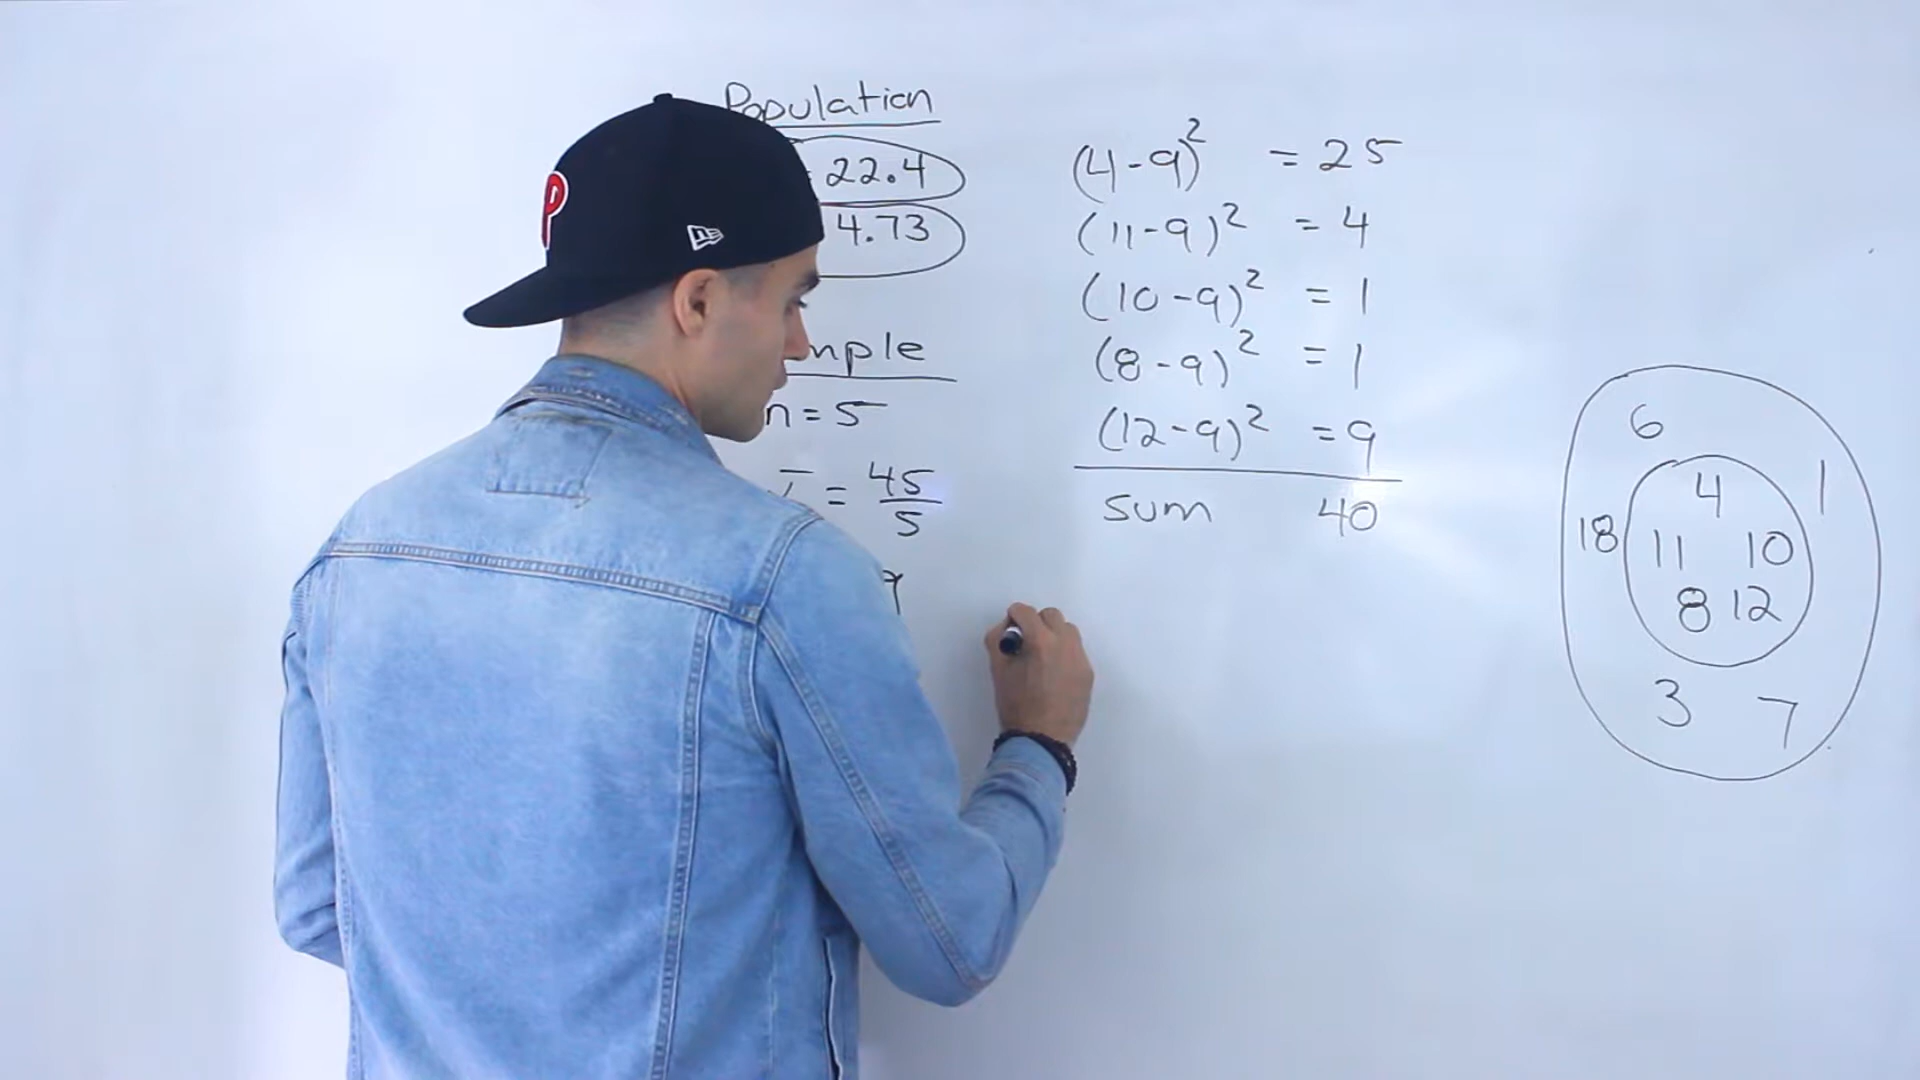 Population
22.4
4.73
mple
n = 5
= 45/5
(4-9)² = 25
(11-9)² = 4
(10-9)² = 1
(8-9)² = 1
(12-9)² = 9
sum 40
6
4 1
18 11 10
8 12
3 7
P